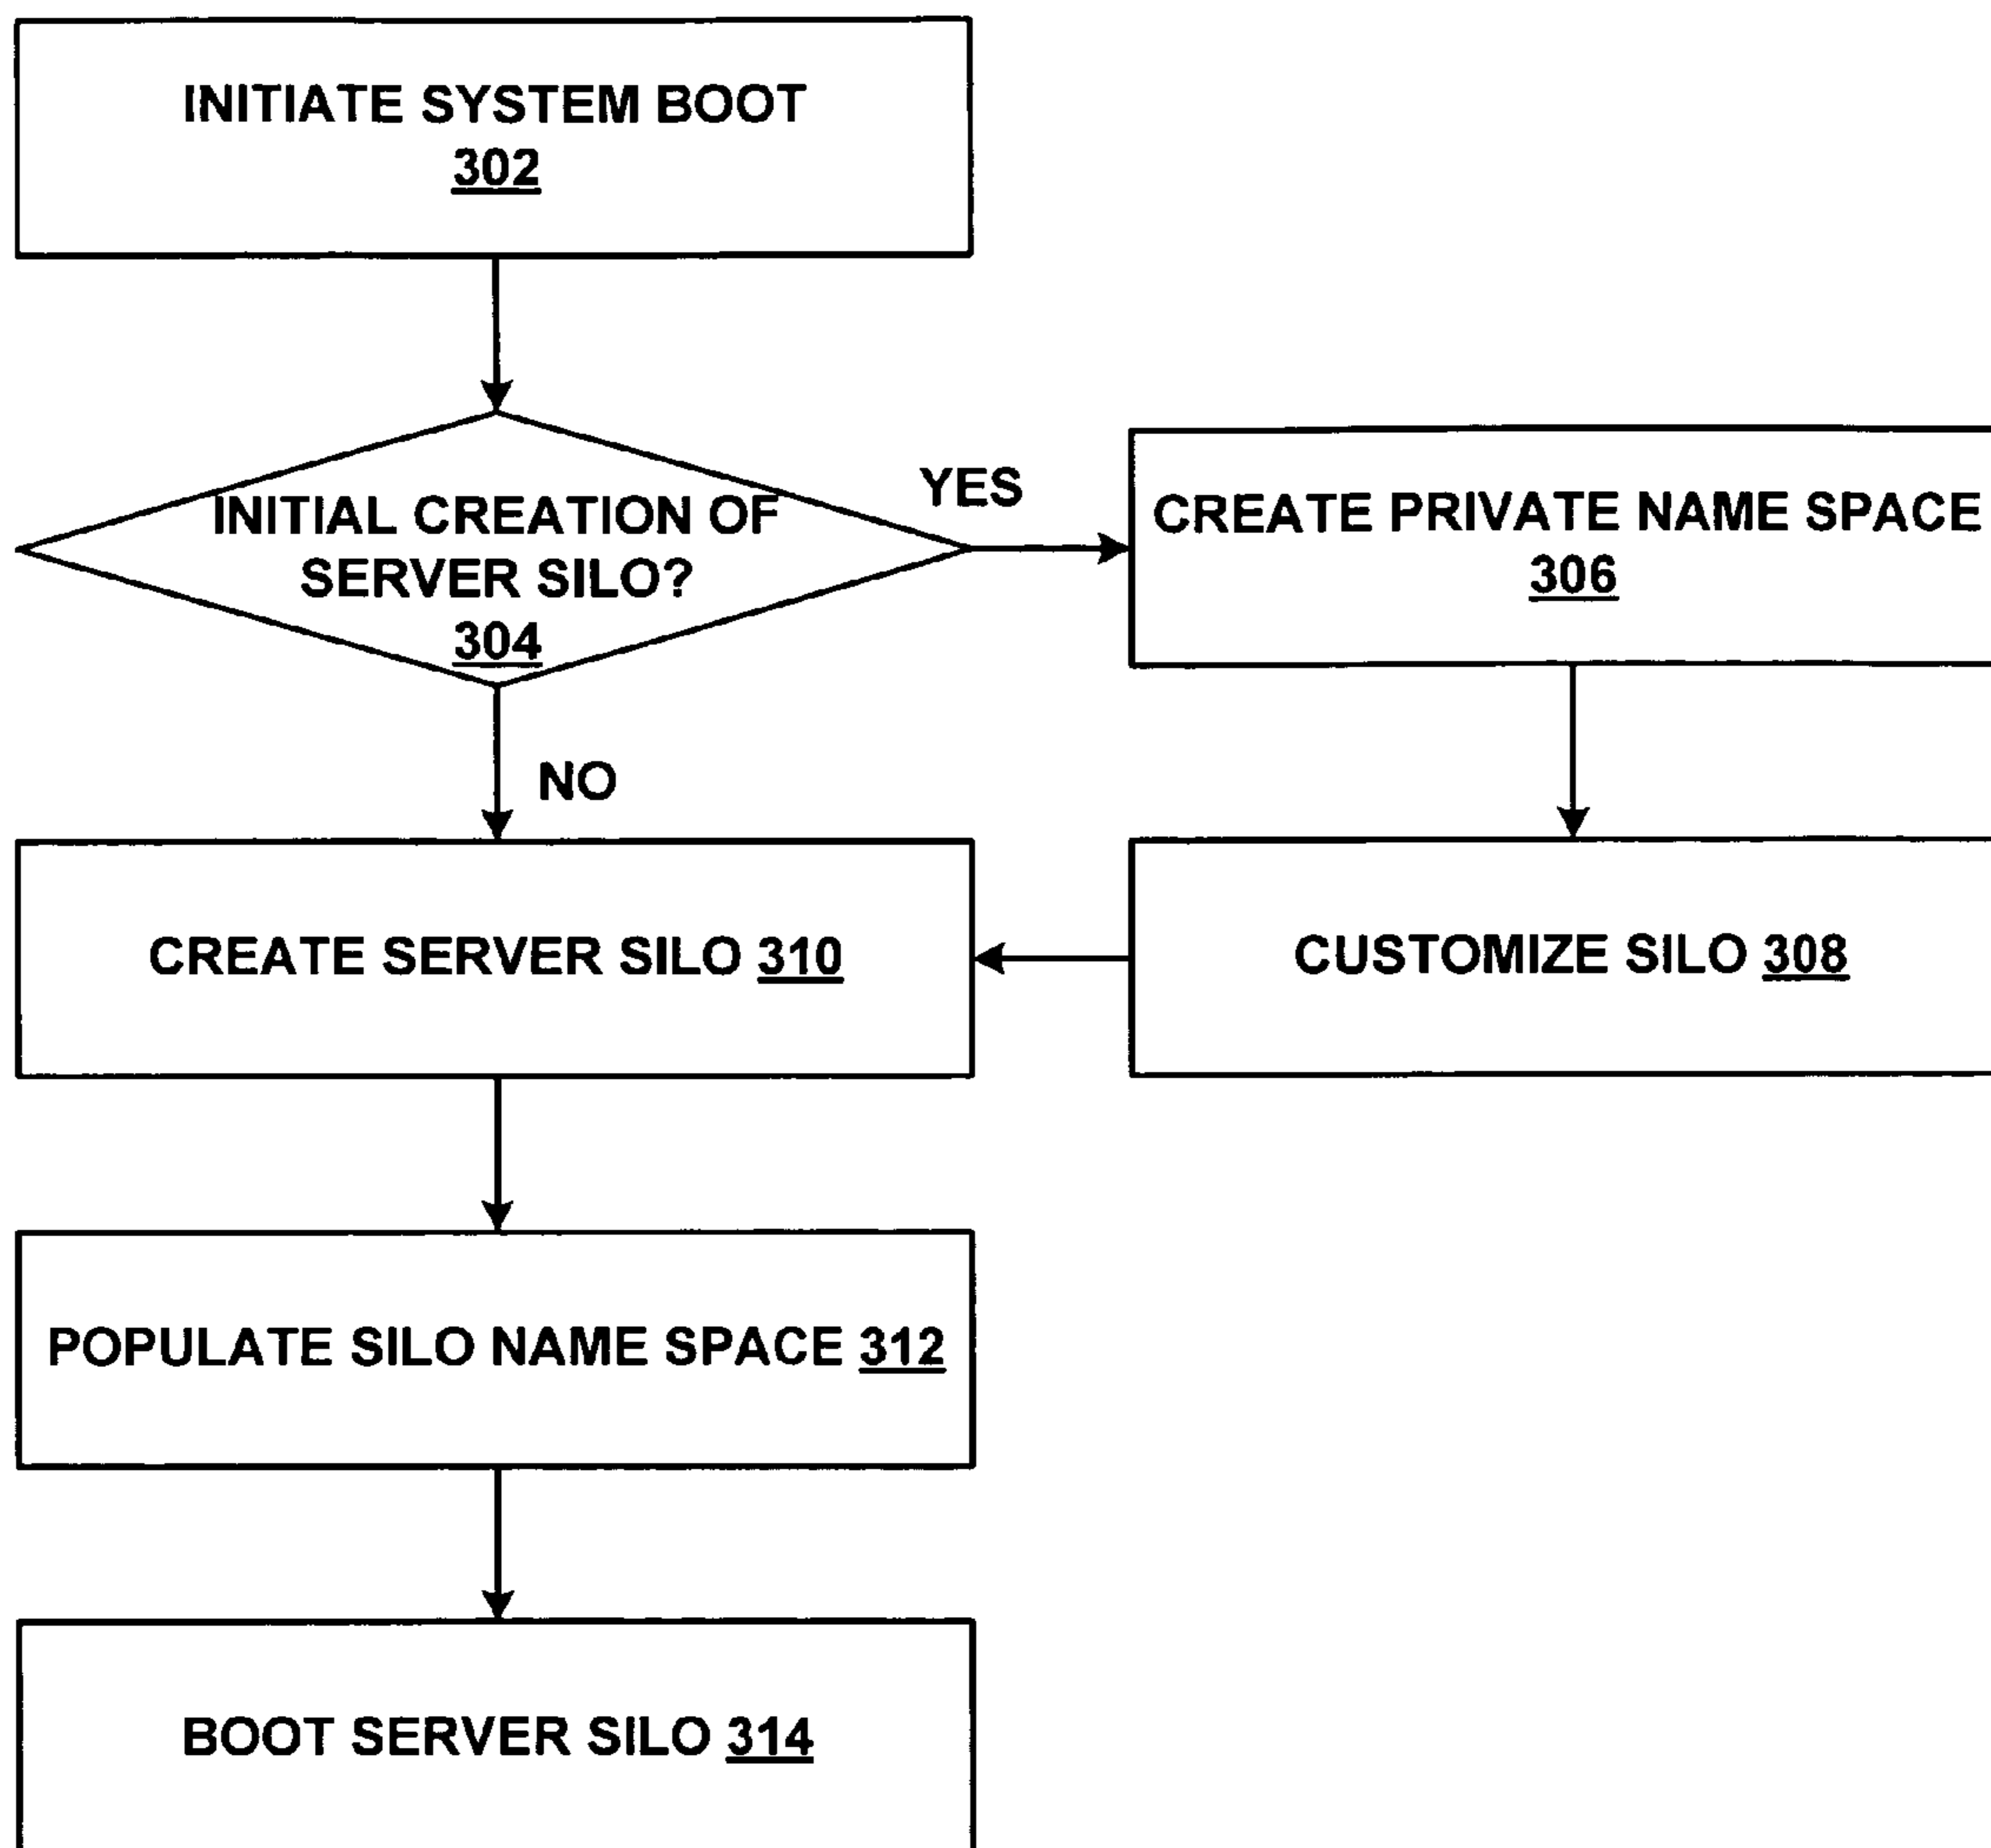 INITIATE SYSTEM BOOT
302
INITIAL CREATION OF
SERVER SILO?
304
YES
CREATE PRIVATE NAME SPACE
306
NO
CREATE SERVER SILO 310
CUSTOMIZE SILO 308
POPULATE SILO NAME SPACE 312
BOOT SERVER SILO 314